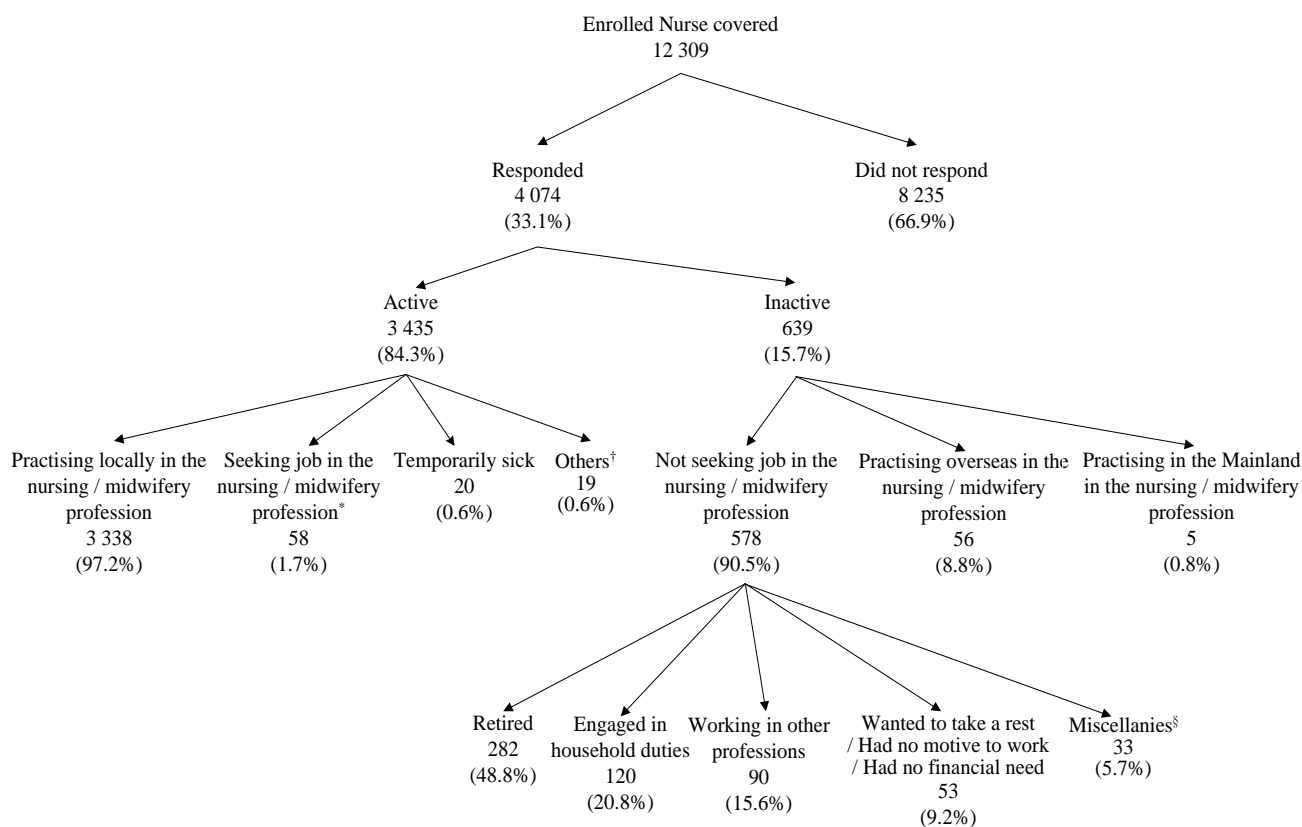 Enrolled Nurse covered
12 309
Responded
4 074
(33.1%)
Did not respond
8 235
(66.9%)
Active
3 435
(84.3%)
Inactive
639
(15.7%)
Practising locally in the
nursing / midwifery
profession
3 338
(97.2%)
Seeking job in the
nursing / midwifery
profession*
58
(1.7%)
Temporarily sick
20
(0.6%)
Others†
19
(0.6%)
Not seeking job in the
nursing / midwifery
profession
578
(90.5%)
Practising overseas in the
nursing / midwifery
profession
56
(8.8%)
Practising in the Mainland
in the nursing / midwifery
profession
5
(0.8%)
Retired
282
(48.8%)
Engaged in
household duties
120
(20.8%)
Working in other
professions
90
(15.6%)
Wanted to take a rest
/ Had no motive to work
/ Had no financial need
53
(9.2%)
Miscellanies§
33
(5.7%)